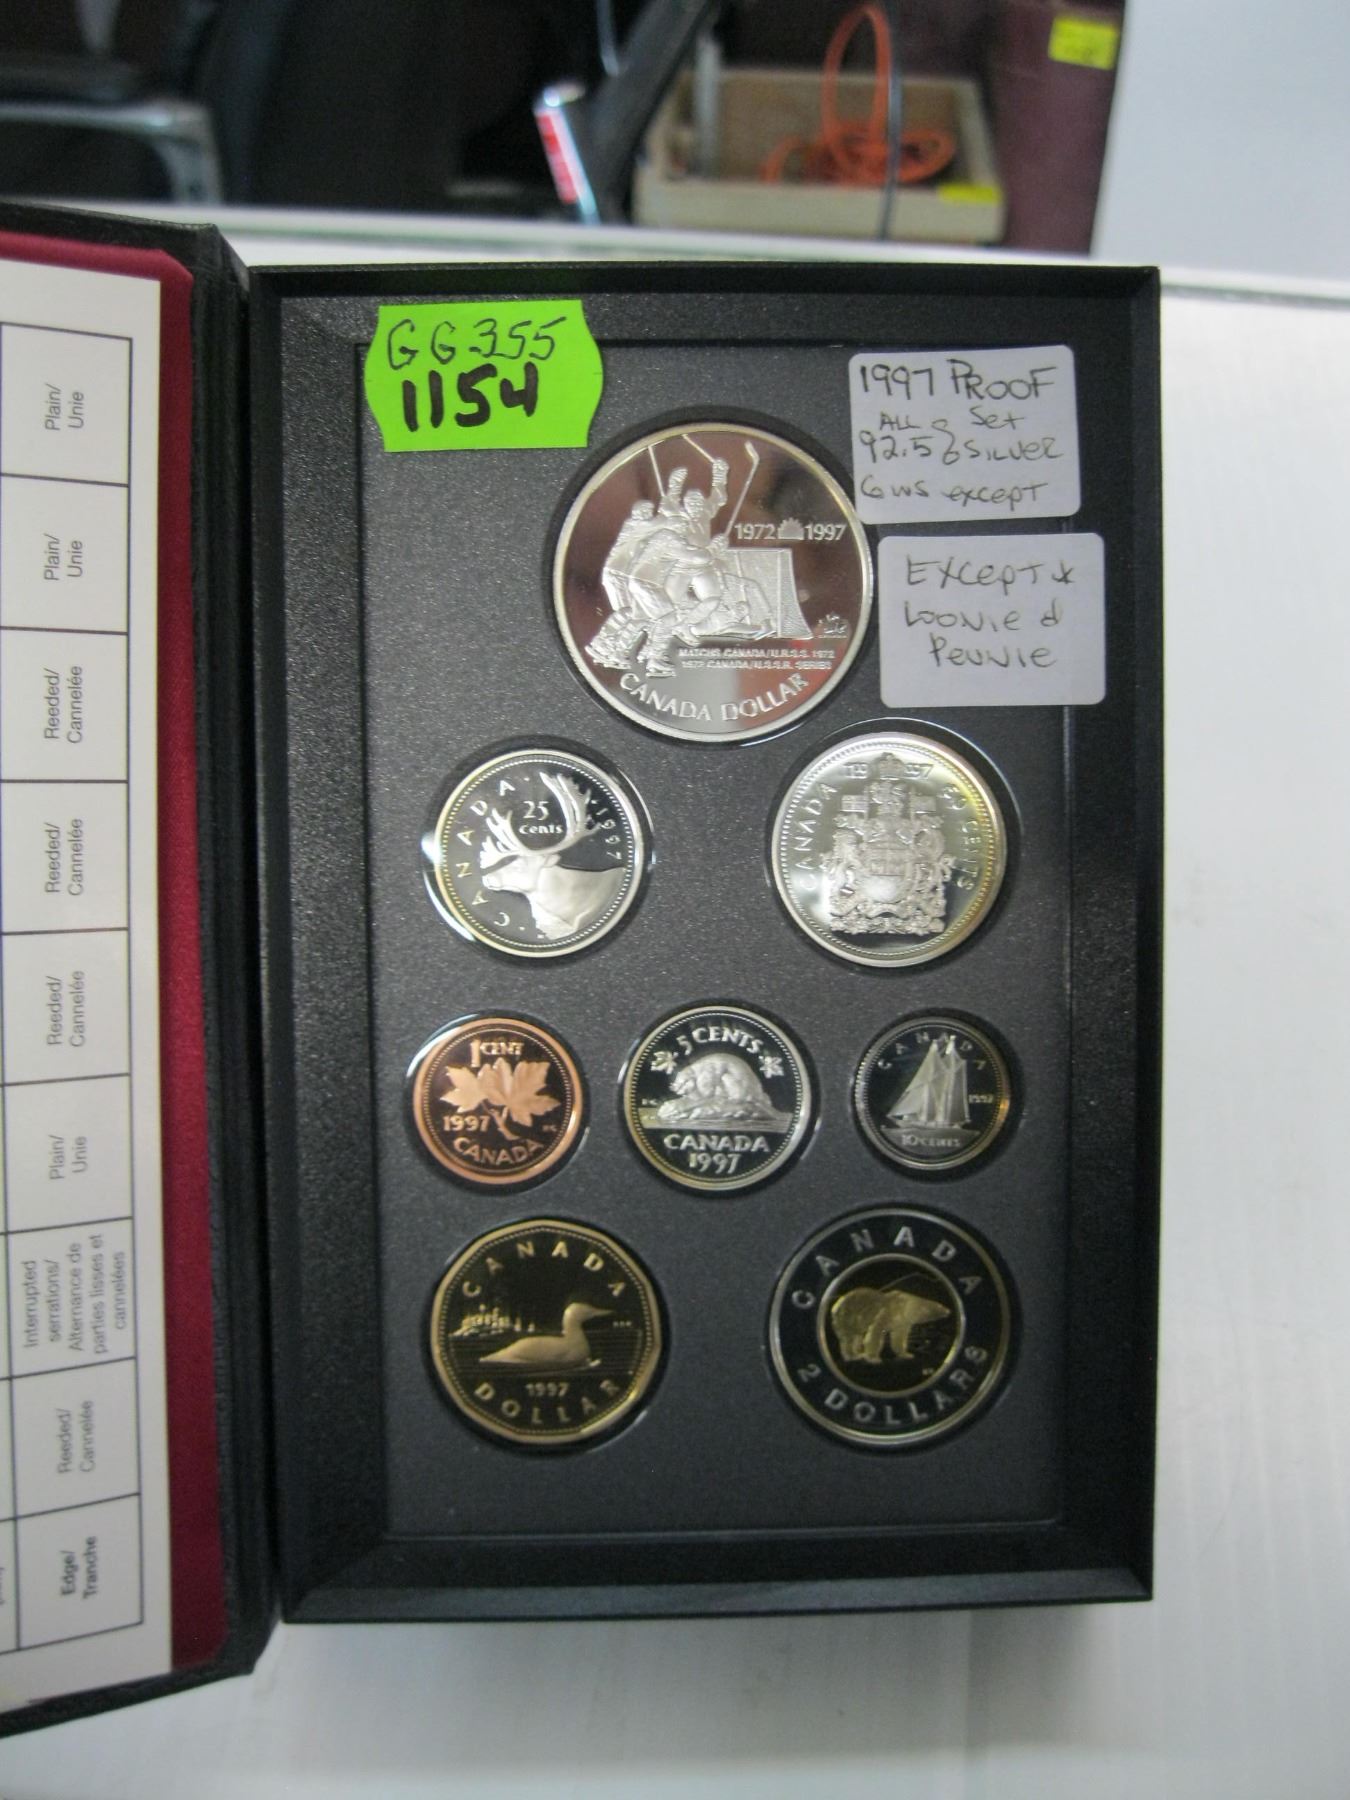 GG355
1154
1997 PROOF
ALL Set
92.5% SILVER
COINS except
EXCEPT
LOONIE &
PENNIE
1972 1997
MATCHS CANADA/U.R.S.S. 1972
1972 CANADA/U.S.S.R. SERIES
CANADA DOLLAR
CANADA 1997
25
cents
1997
CANADA 50 CENTS
1 CENT
1997
CANADA
5 CENTS
CANADA
1997
CANADA
1997
10 CENTS
CANADA
1997
DOLLAR
CANADA
2 DOLLARS
Plain/
Unie
Plain/
Unie
Reeded/
Cannelée
Reeded/
Cannelée
Reeded/
Cannelée
Plain/
Unie
Interrupted
serrations/
Alternance de
parties lisses et
cannelées
Reeded/
Cannelée
Edge/
Tranche